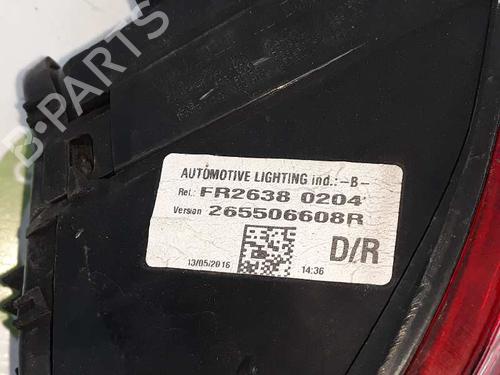 B-PARTS
AUTOMOTIVE LIGHTING ind.:-B-
Ref.: FR2638 0204
Version 265506608R
D/R
13/05/2016 14:36